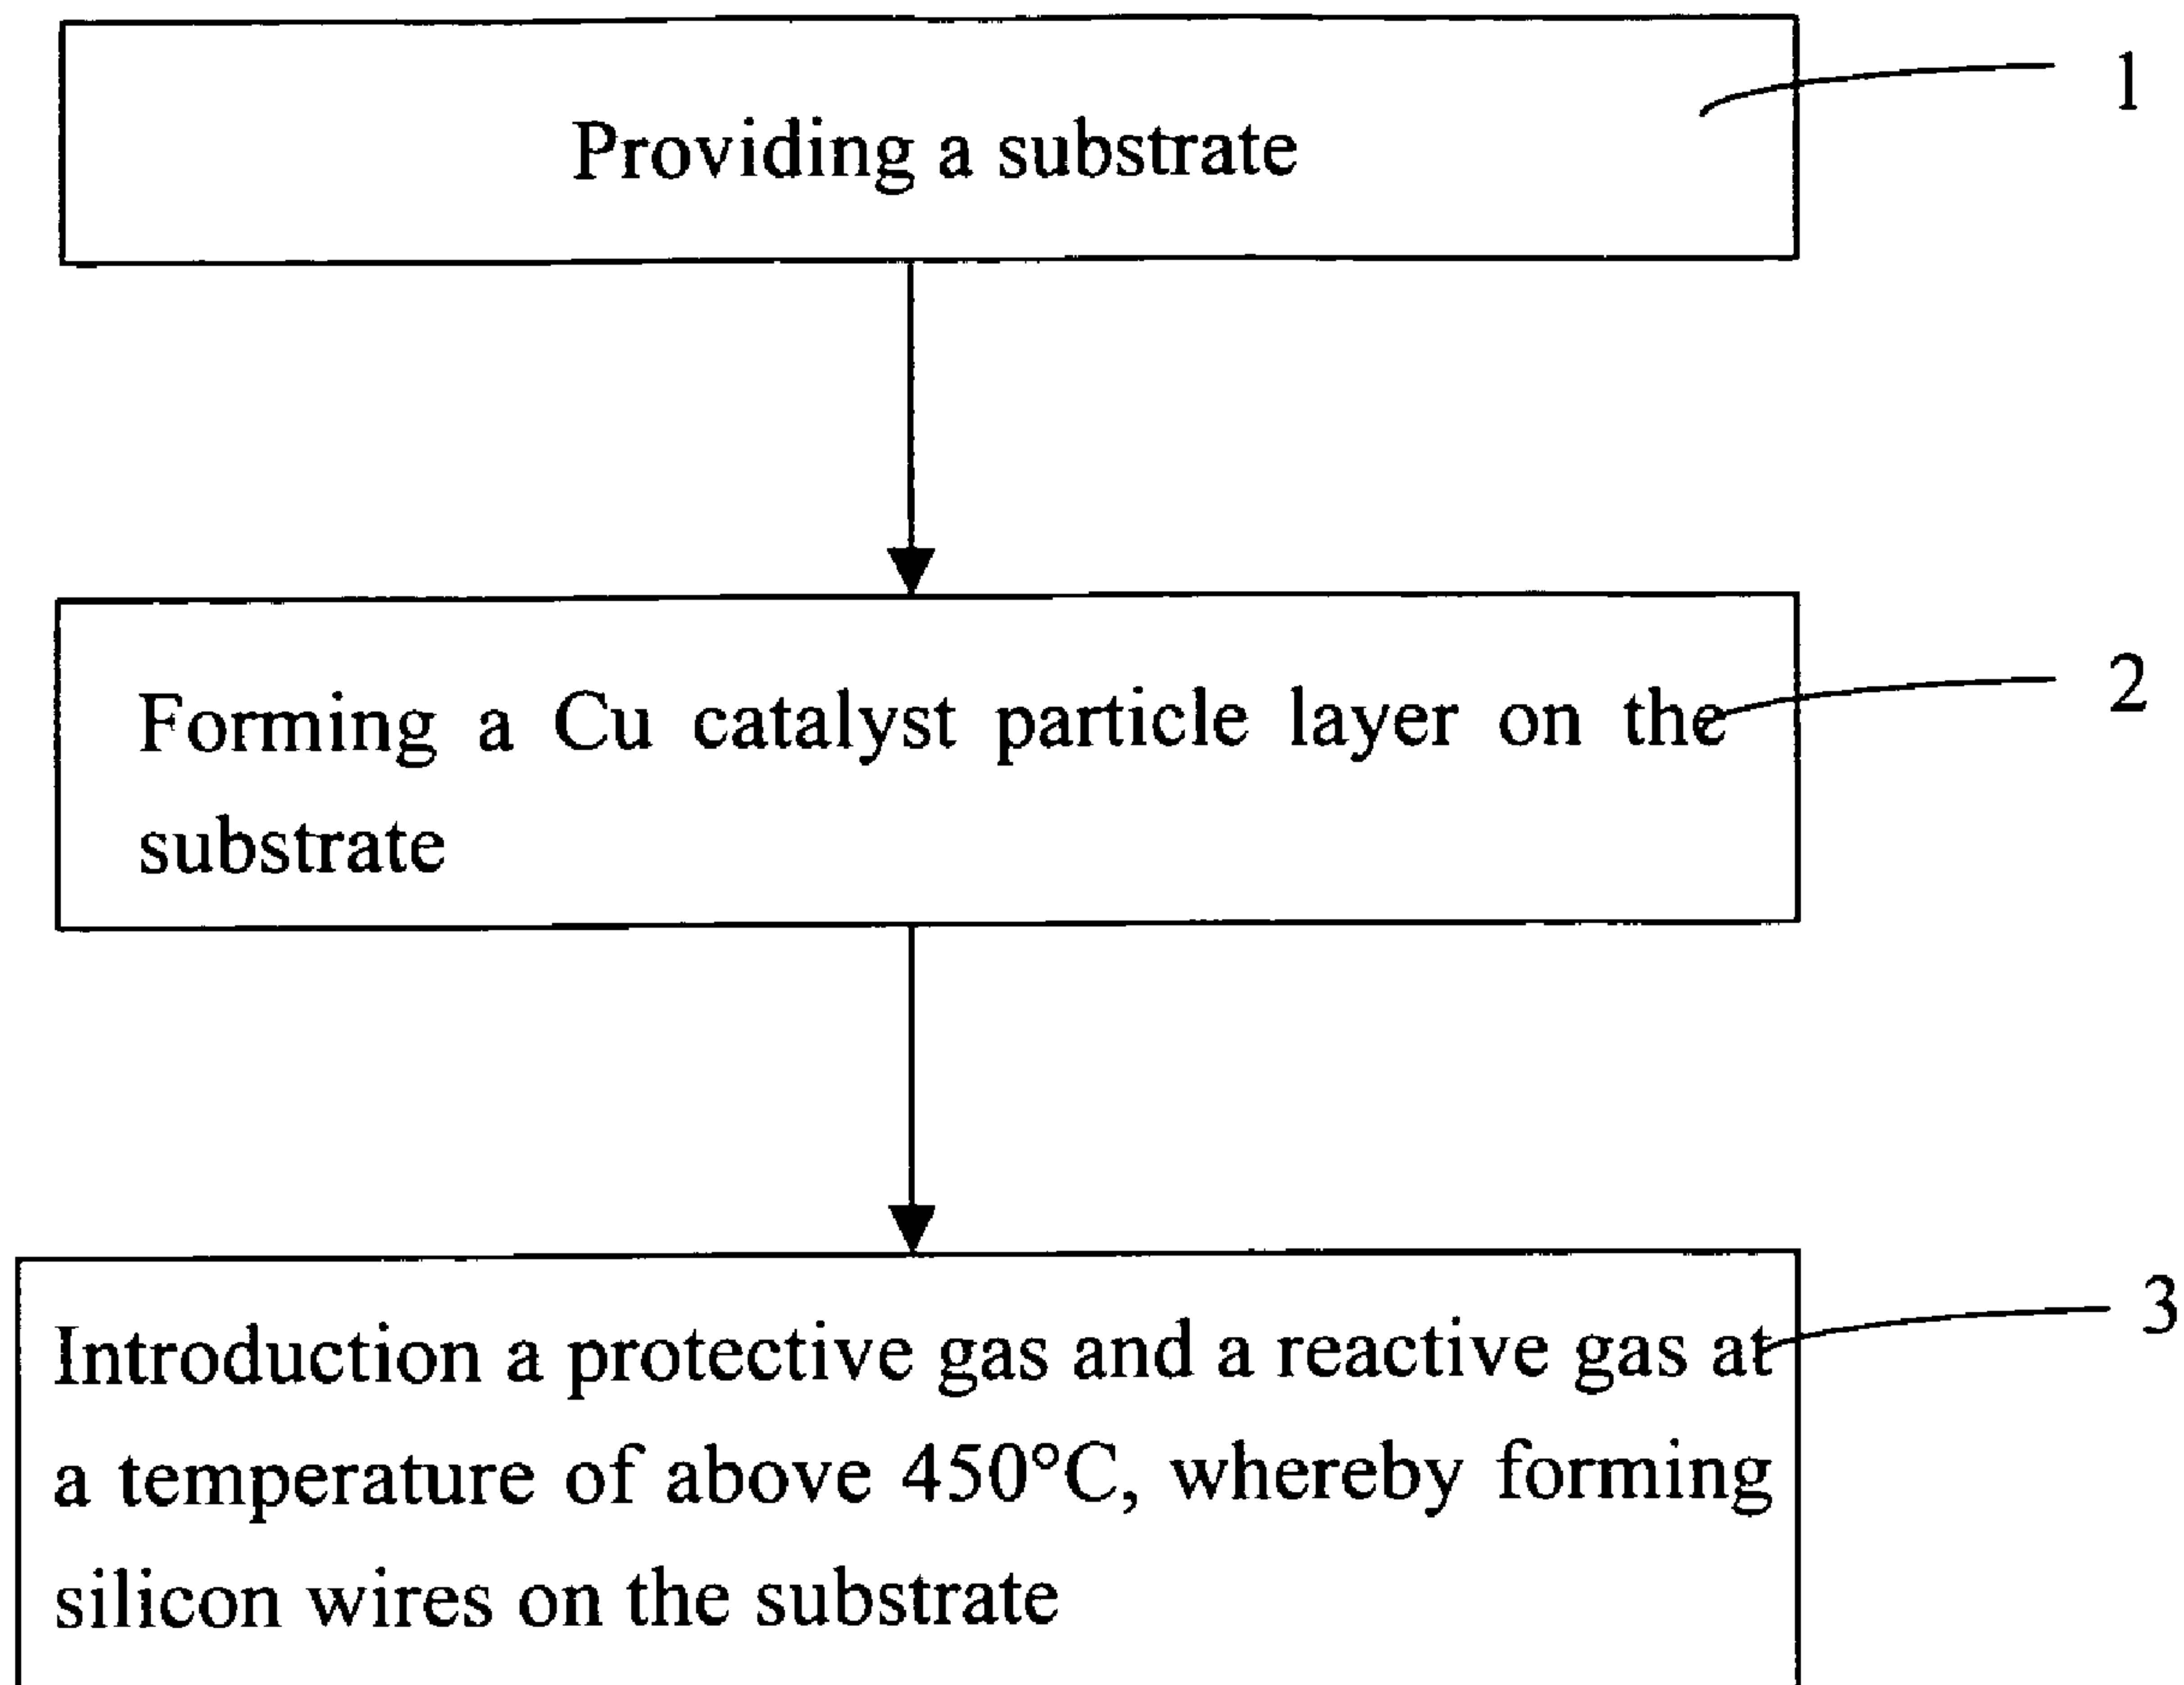 Providing a substrate
1
Forming a Cu catalyst particle layer on the
2
substrate
Introduction a protective gas and a reactive gas at
3
a temperature of above 450°C, whereby forming
silicon wires on the substrate